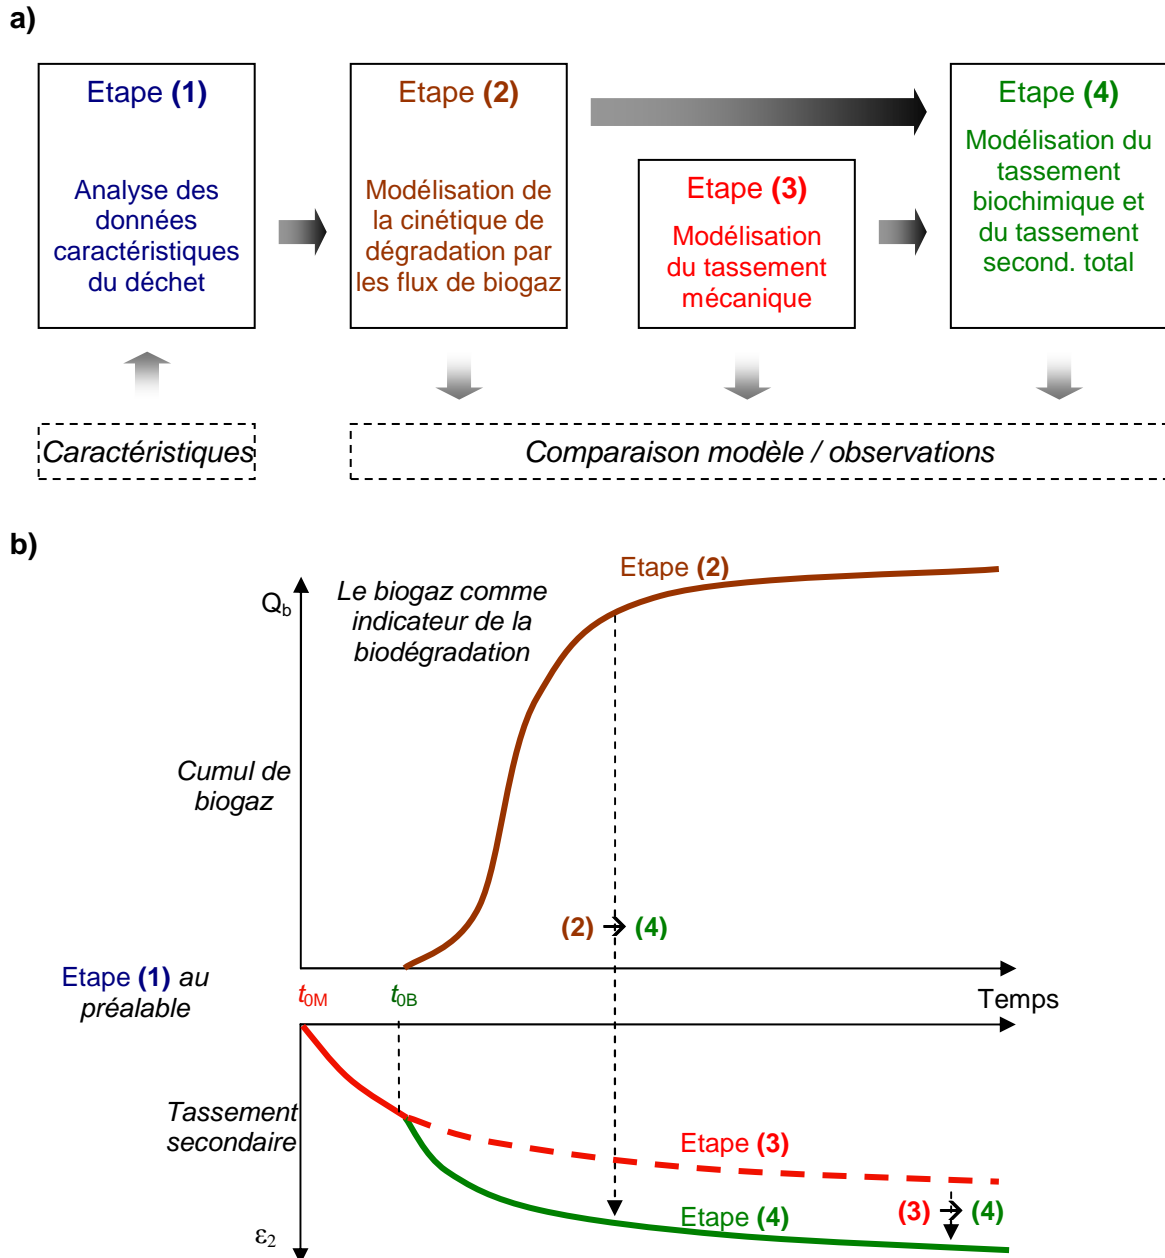 a)
Etape (1)
Analyse des
données
caractéristiques
du déchet
Etape (2)
Modélisation de
la cinétique de
dégradation par
les flux de biogaz
Etape (3)
Modélisation
du tassement
mécanique
Etape (4)
Modélisation du
tassement
biochimique et
du tassement
second. total
Caractéristiques
Comparaison modèle / observations
b)
Etape (2)
Qb
Le biogaz comme
indicateur de la
biodégradation
Cumul de
biogaz
(2) → (4)
Etape (1) au
préalable
t0M
t0B
Temps
Tassement
secondaire
Etape (3)
(3) → (4)
Etape (4)
ε2